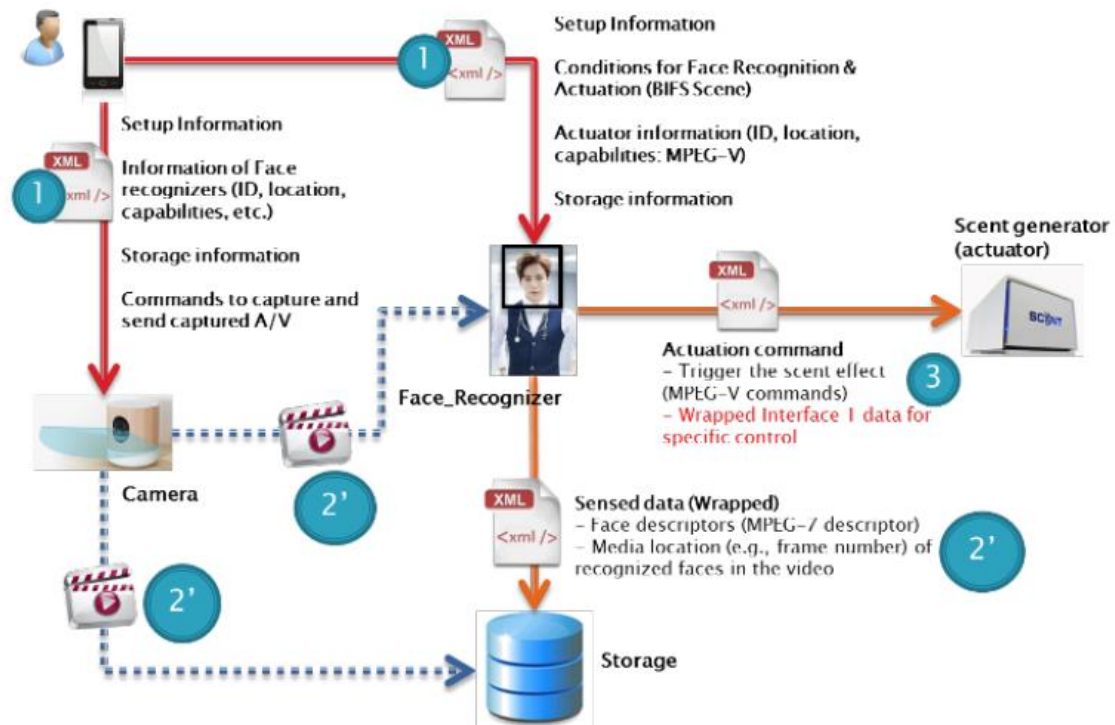 Setup Information
1
XML
<xml />
Conditions for Face Recognition &
Actuation (BIFS Scene)
Actuator information (ID, location,
capabilities: MPEG-V)
Storage information
Setup Information
1
XML
xml />
Information of Face
recognizers (ID, location,
capabilities, etc.)
Storage information
Commands to capture and
send captured A/V
Scent generator
(actuator)
SCENT
XML
<xml />
Actuation command
– Trigger the scent effect
(MPEG-V commands)
– Wrapped Interface 1 data for
specific control
3
Face_Recognizer
Camera
2'
2'
XML
<xml />
Sensed data (Wrapped)
– Face descriptors (MPEG-7 descriptor)
– Media location (e.g., frame number) of
recognized faces in the video
2'
Storage